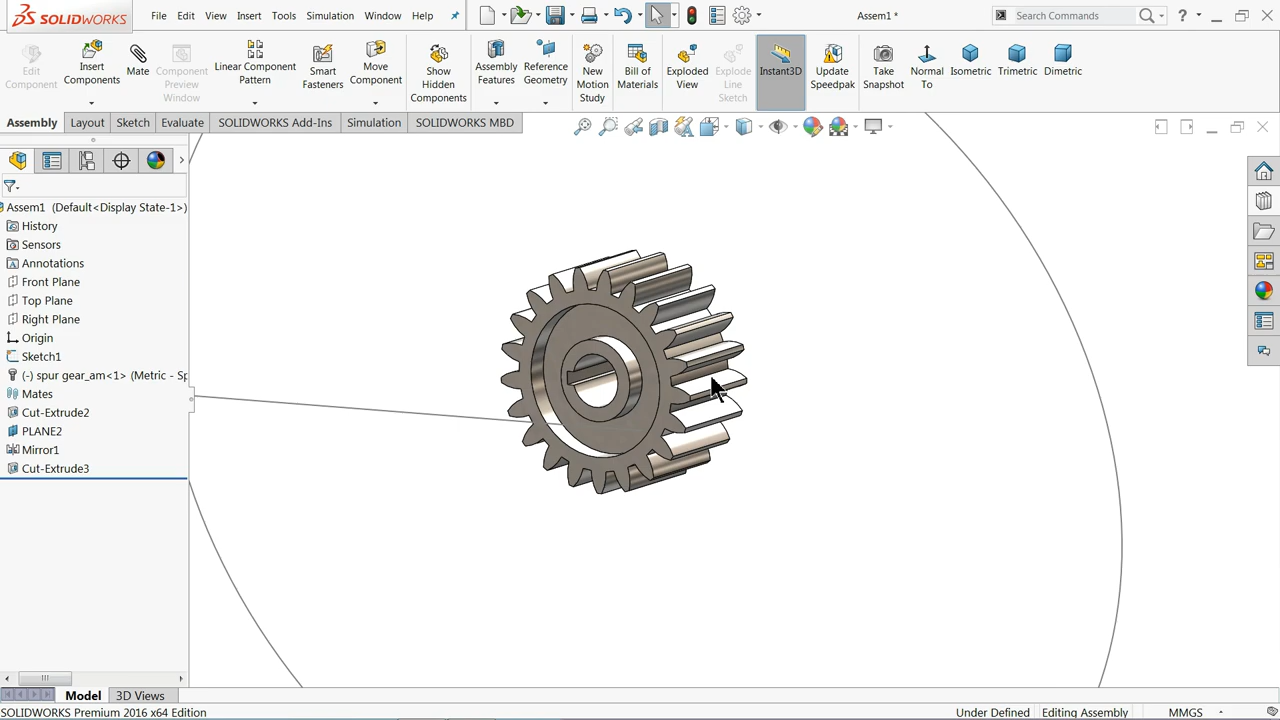 SOLIDWORKS
File Edit View Insert Tools Simulation Window Help
Assem1 *
Search Commands
?
Edit Component
Insert Components
Mate
Component Preview Window
Linear Component Pattern
Smart Fasteners
Move Component
Show Hidden Components
Assembly Features
Reference Geometry
New Motion Study
Bill of Materials
Exploded View
Explode Line Sketch
Instant3D
Update Speedpak
Take Snapshot
Normal To
Isometric
Trimetric
Dimetric
Assembly Layout Sketch Evaluate SOLIDWORKS Add-Ins Simulation SOLIDWORKS MBD
Assem1 (Default<Display State-1>)
History
Sensors
Annotations
Front Plane
Top Plane
Right Plane
Origin
Sketch1
(-) spur gear_am<1> (Metric - Sp
Mates
Cut-Extrude2
PLANE2
Mirror1
Cut-Extrude3
Model 3D Views
SOLIDWORKS Premium 2016 x64 Edition
Under Defined Editing Assembly MMGS